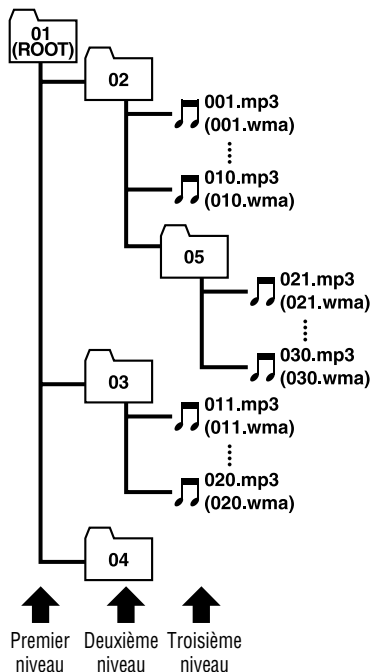 01
(ROOT)
02
001.mp3
(001.wma)
010.mp3
(010.wma)
05
021.mp3
(021.wma)
030.mp3
(030.wma)
03
011.mp3
(011.wma)
020.mp3
(020.wma)
04
Premier
niveau
Deuxième
niveau
Troisième
niveau